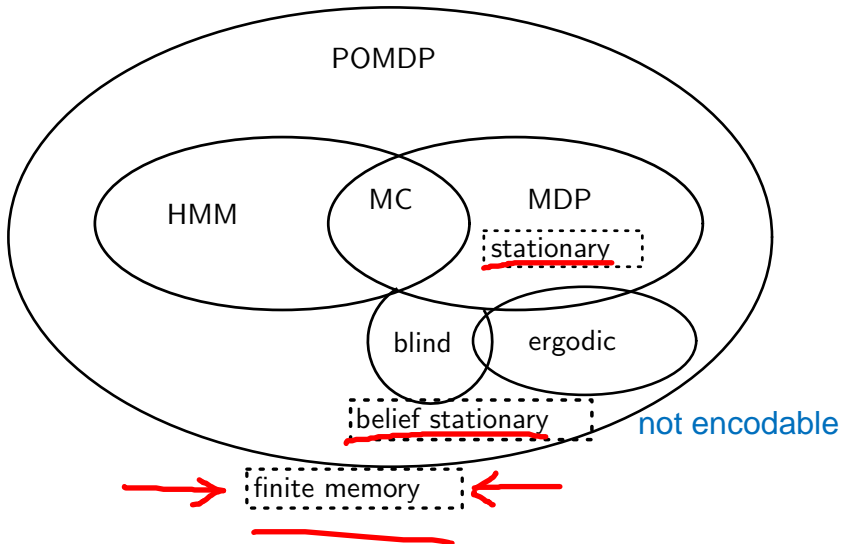 POMDP
HMM
MC
MDP
stationary
blind
ergodic
belief stationary
not encodable
finite memory